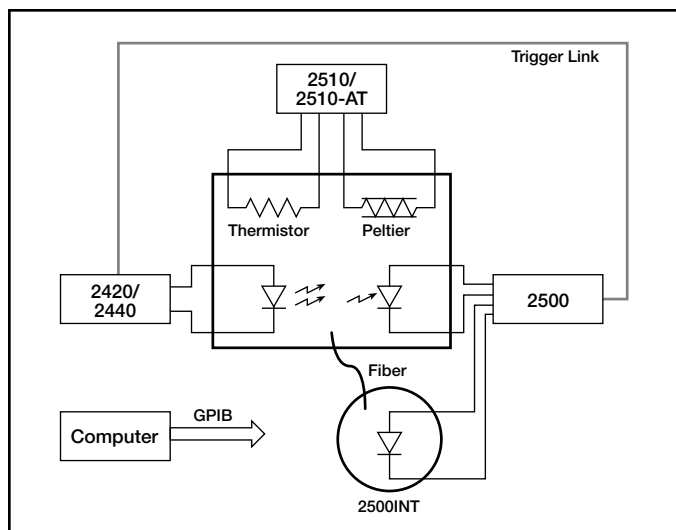 Trigger Link
2510/
2510-AT
Thermistor
Peltier
2420/
2440
2500
Fiber
GPIB
Computer
2500INT